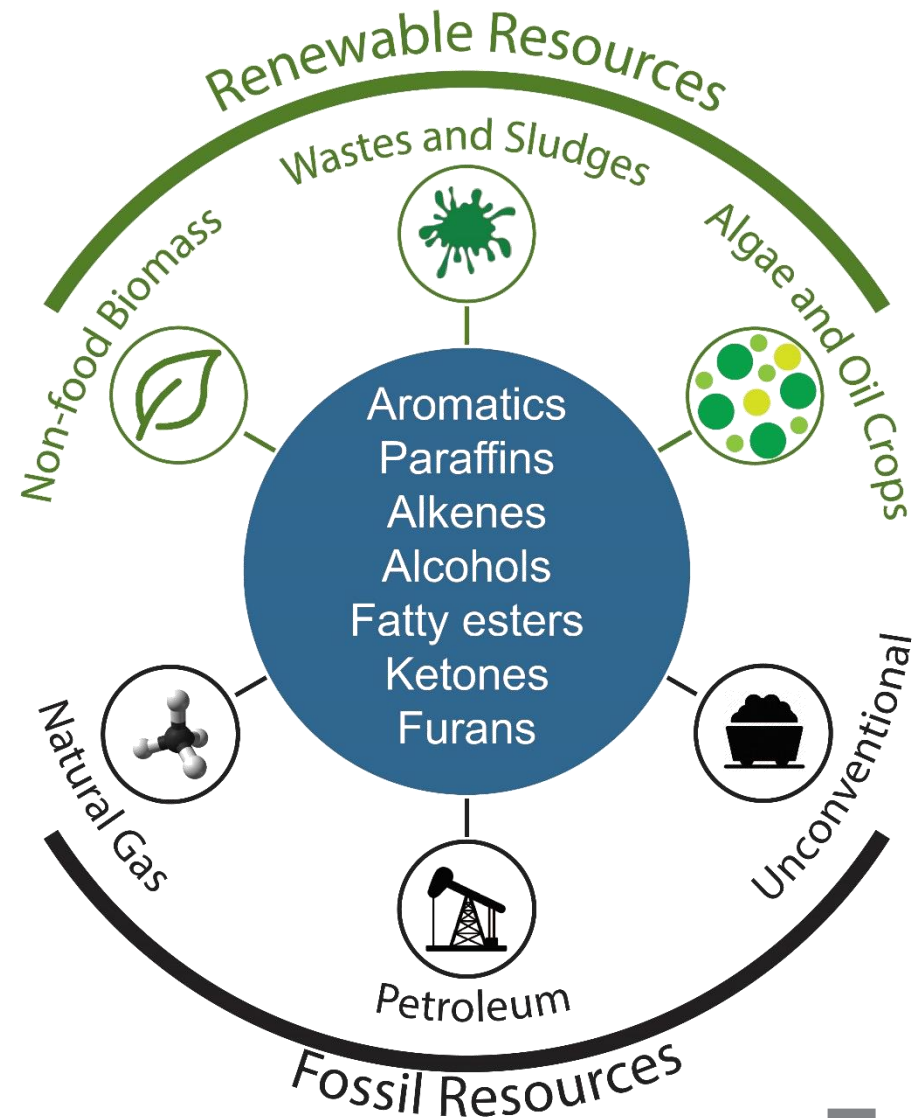 Renewable Resources
Wastes and Sludges
Non-food Biomass
Algae and Oil Crops
Aromatics
Paraffins
Alkenes
Alcohols
Fatty esters
Ketones
Furans
Natural Gas
Unconventional
Petroleum
Fossil Resources